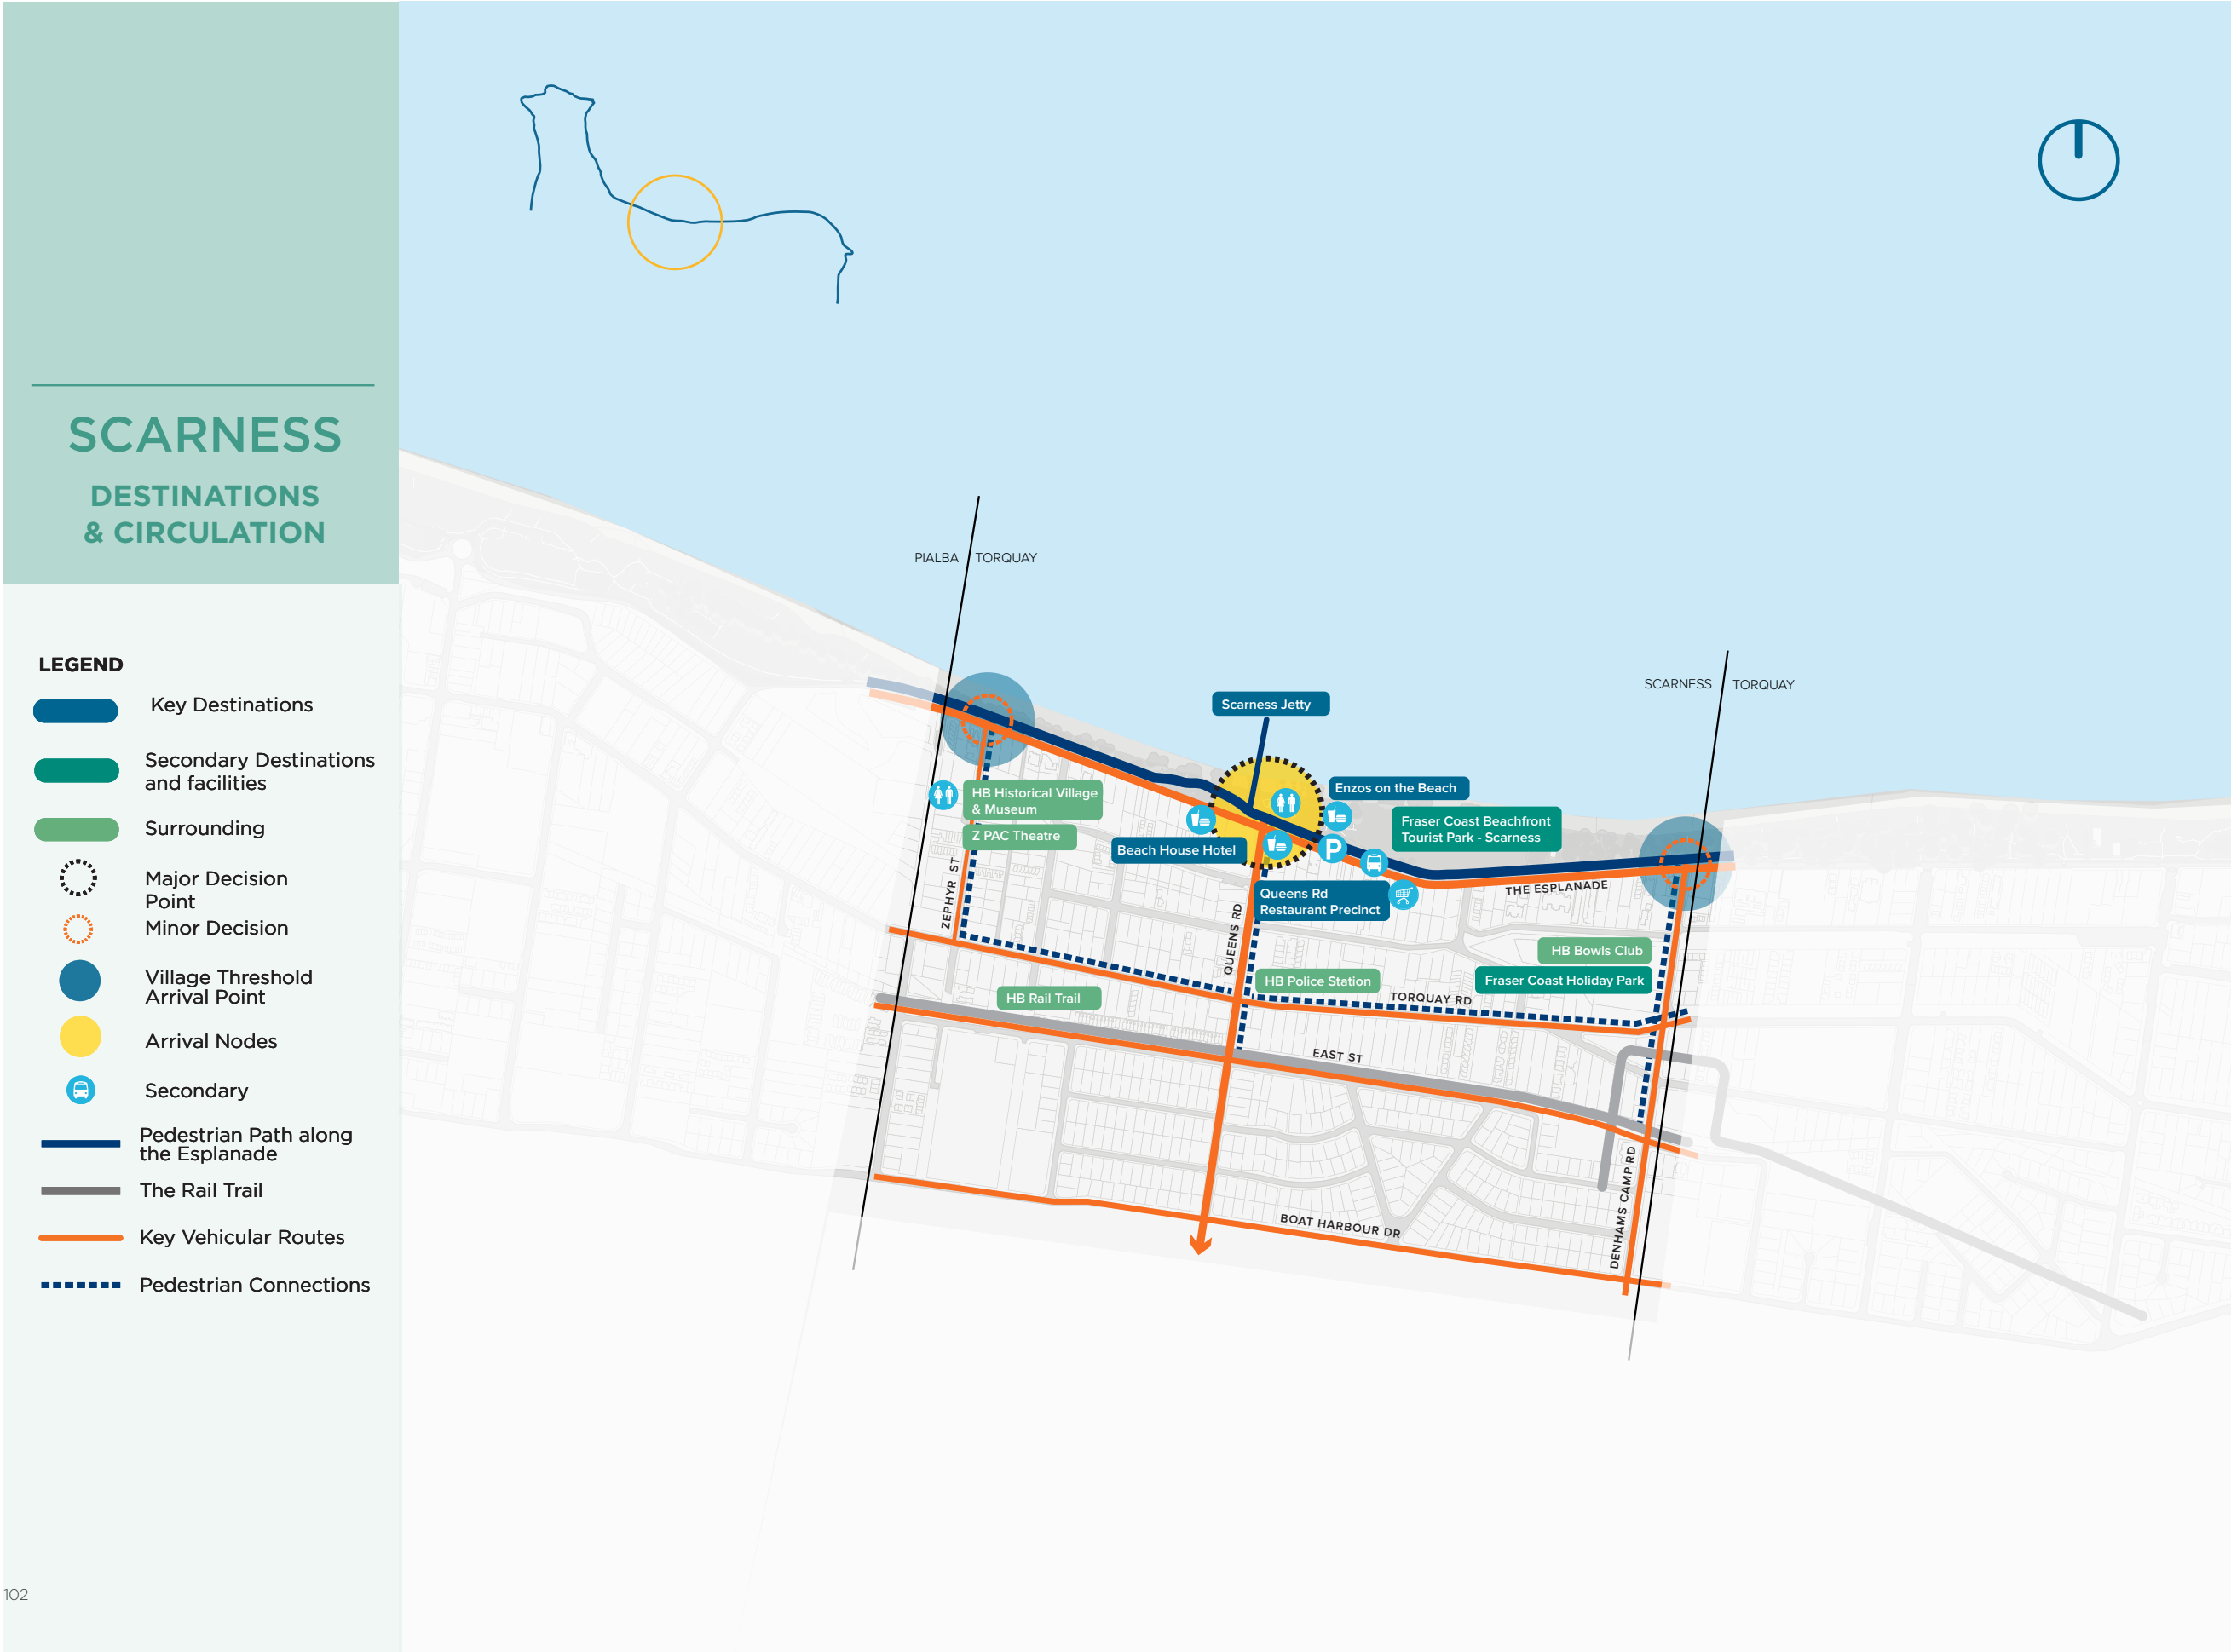 SCARNESS
DESTINATIONS
& CIRCULATION
LEGEND
Key Destinations
Secondary Destinations
and facilities
Surrounding
Major Decision
Point
Minor Decision
Village Threshold
Arrival Point
Arrival Nodes
Secondary
Pedestrian Path along
the Esplanade
The Rail Trail
Key Vehicular Routes
Pedestrian Connections
102
PIALBA
TORQUAY
SCARNESS
TORQUAY
Scarness Jetty
Enzos on the Beach
HB Historical Village
& Museum
Z PAC Theatre
Fraser Coast Beachfront
Tourist Park - Scarness
Beach House Hotel
P
Queens Rd
Restaurant Precinct
THE ESPLANADE
ZEPHYR ST
QUEENS RD
HB Bowls Club
HB Police Station
Fraser Coast Holiday Park
HB Rail Trail
TORQUAY RD
EAST ST
DENHAMS CAMP RD
BOAT HARBOUR DR